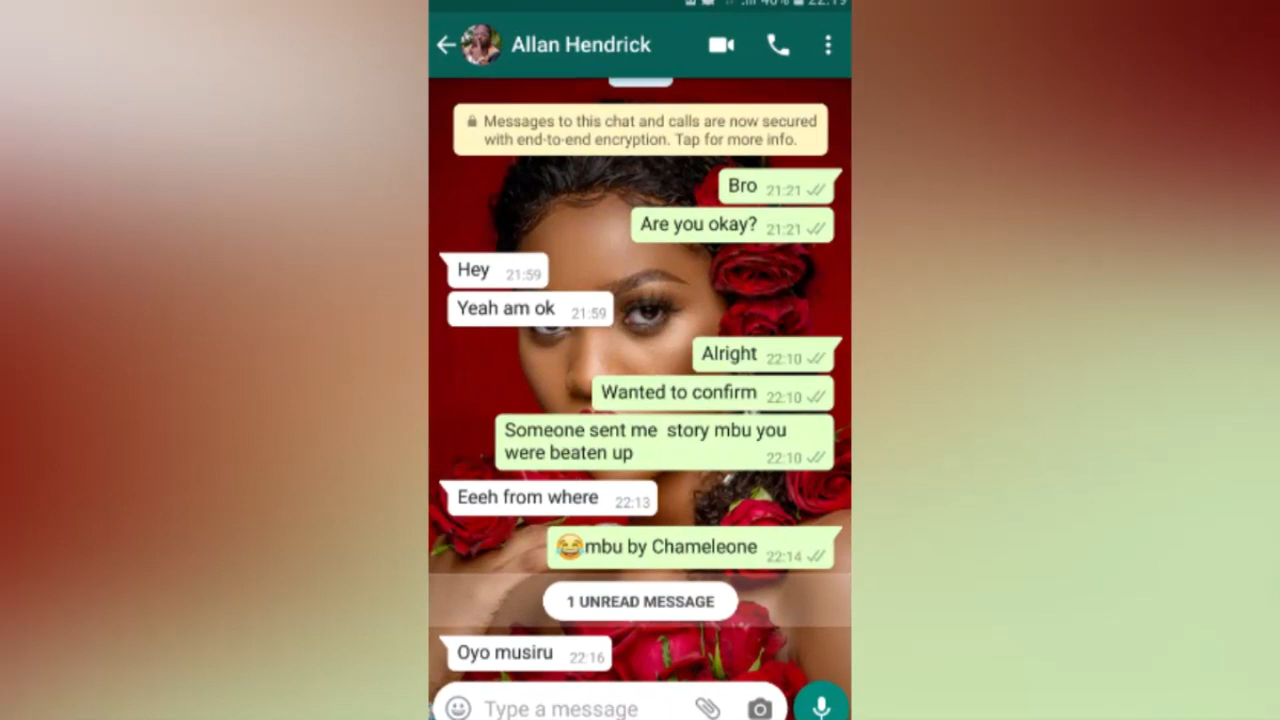 46% 22:19
Allan Hendrick
Messages to this chat and calls are now secured
with end-to-end encryption. Tap for more info.
Bro 21:21
Are you okay? 21:21
Hey 21:59
Yeah am ok 21:59
Alright 22:10
Wanted to confirm 22:10
Someone sent me story mbu you
were beaten up 22:10
Eeeh from where 22:13
😂mbu by Chameleone 22:14
1 UNREAD MESSAGE
Oyo musiru 22:16
Type a message